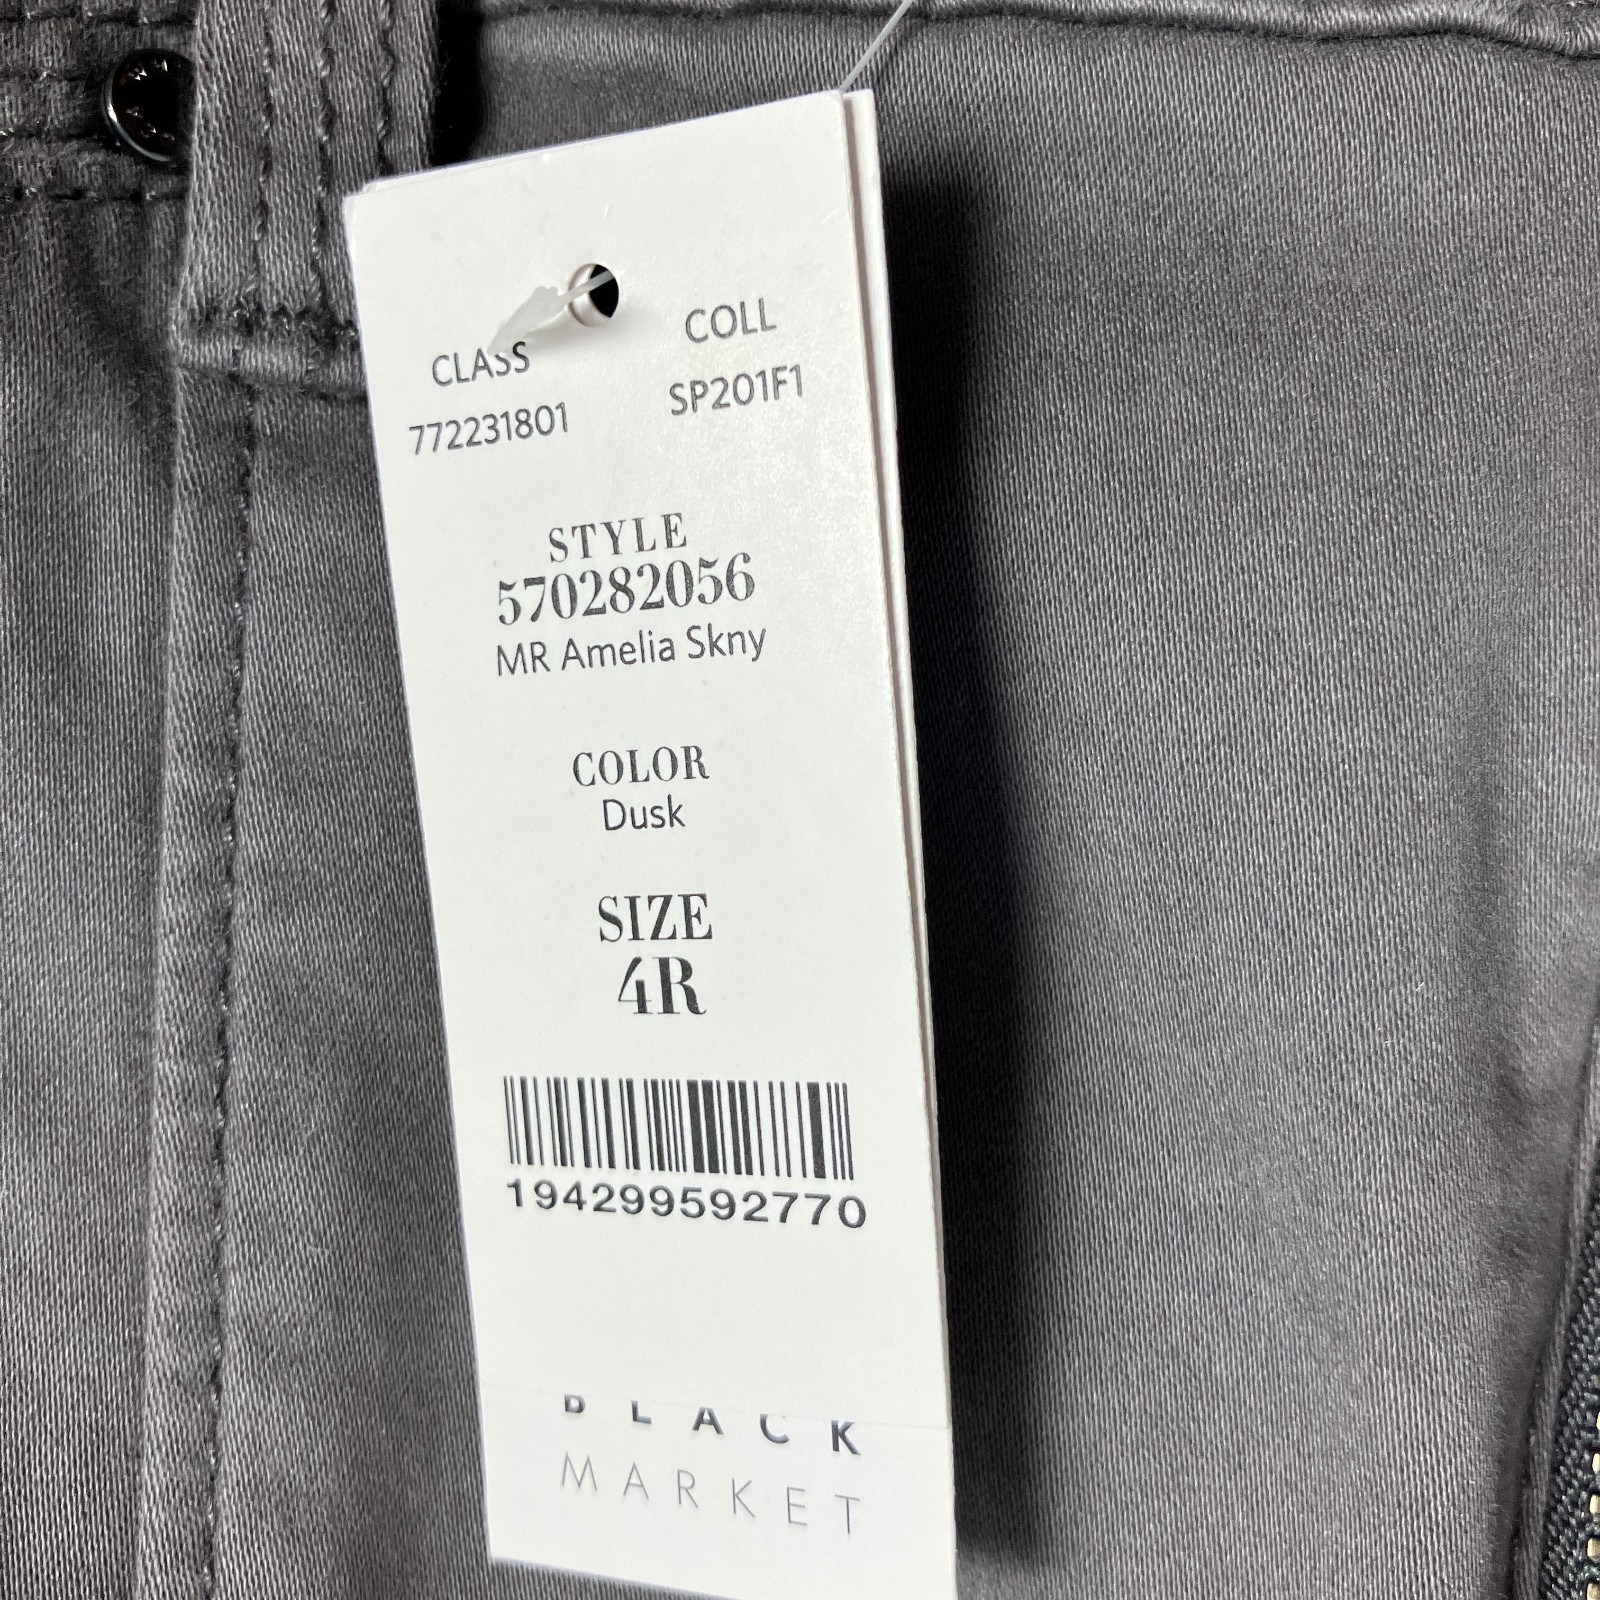 CLASS
772231801
COLL
SP201F1
STYLE
570282056
MR Amelia Skny
COLOR
Dusk
SIZE
4R
194299592770
BLACK
MARKET